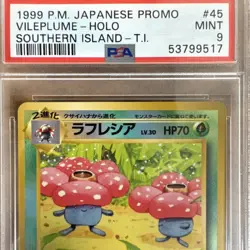 1999 P.M. JAPANESE PROMO #45
VILEPLUME - HOLO MINT
SOUTHERN ISLAND - T.I. 9
PSA 53799517
2進化 クサイハナから進化
ラフレシア LV.30 HP70